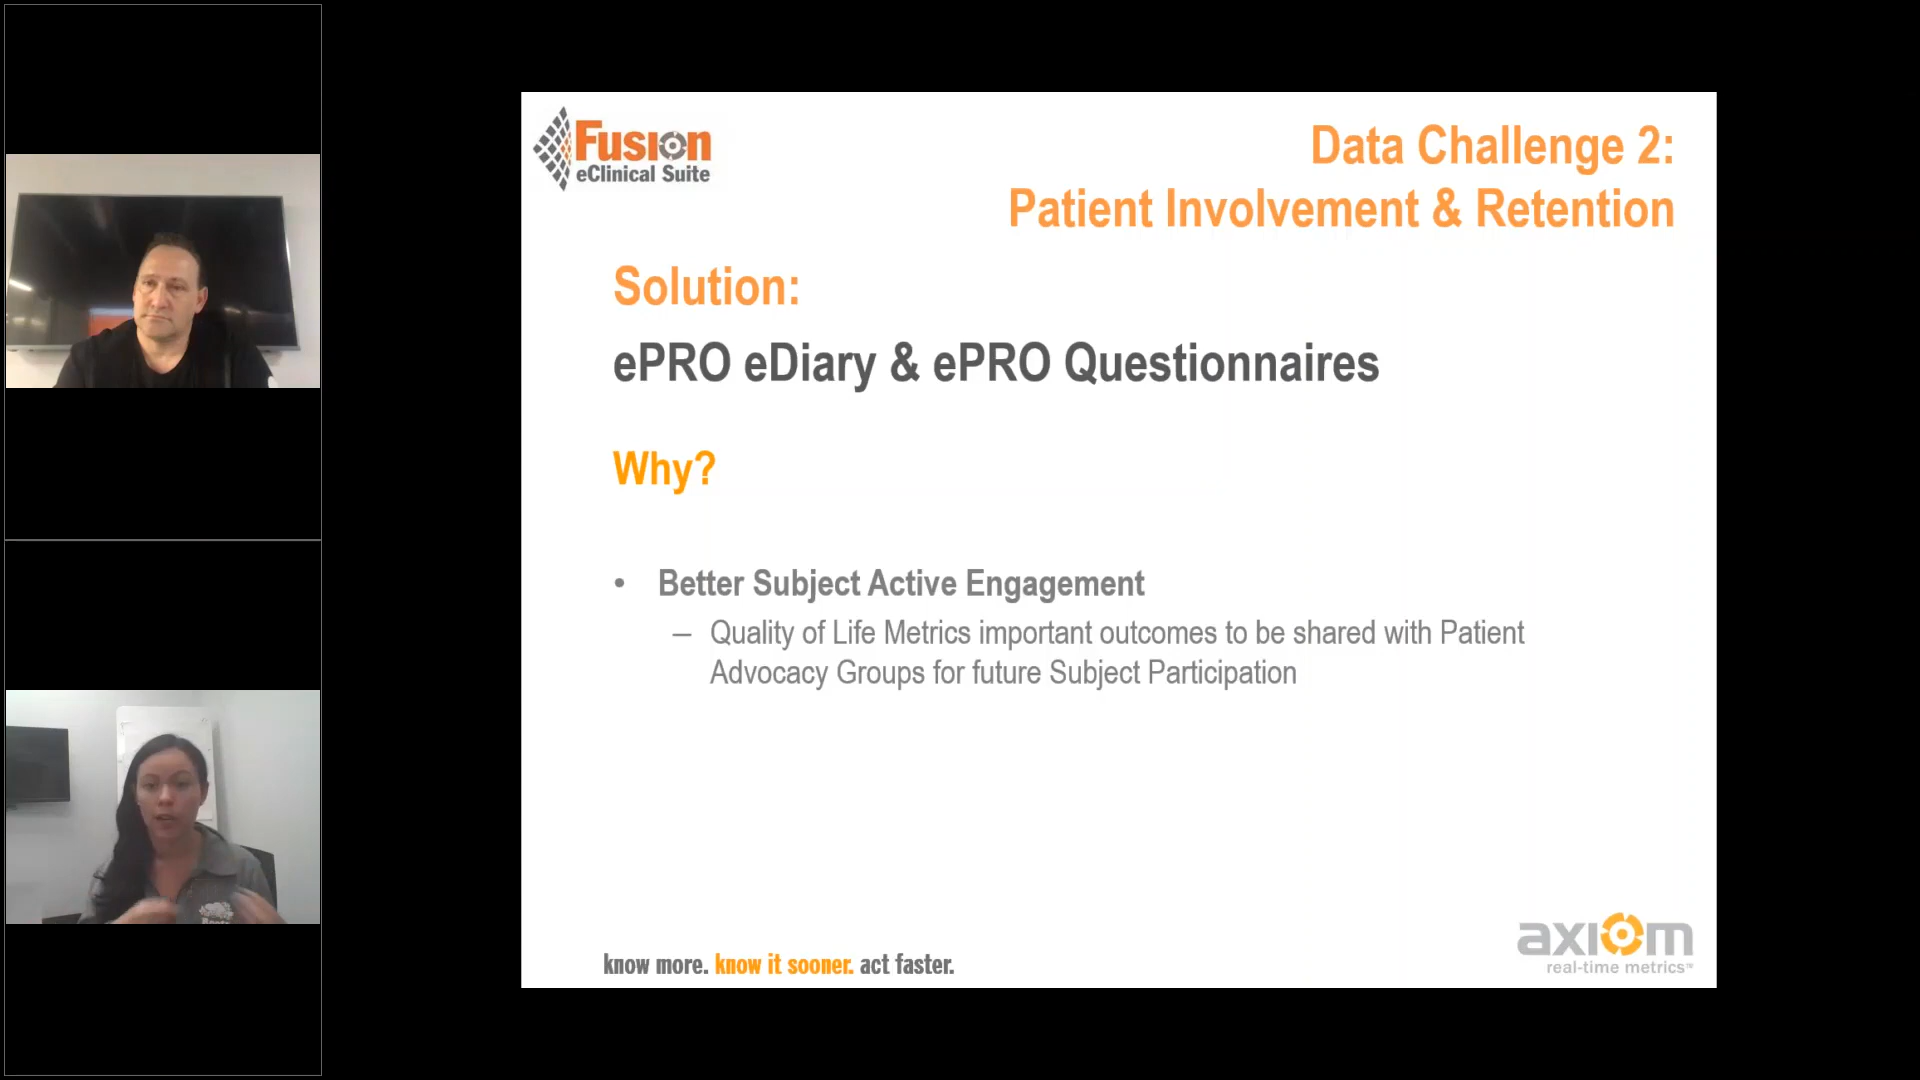 Fusion
eClinical Suite
Data Challenge 2:
Patient Involvement & Retention
Solution:
ePRO eDiary & ePRO Questionnaires
Why?
• Better Subject Active Engagement
– Quality of Life Metrics important outcomes to be shared with Patient
Advocacy Groups for future Subject Participation
know more. know it sooner. act faster.
axiom
real-time metrics™